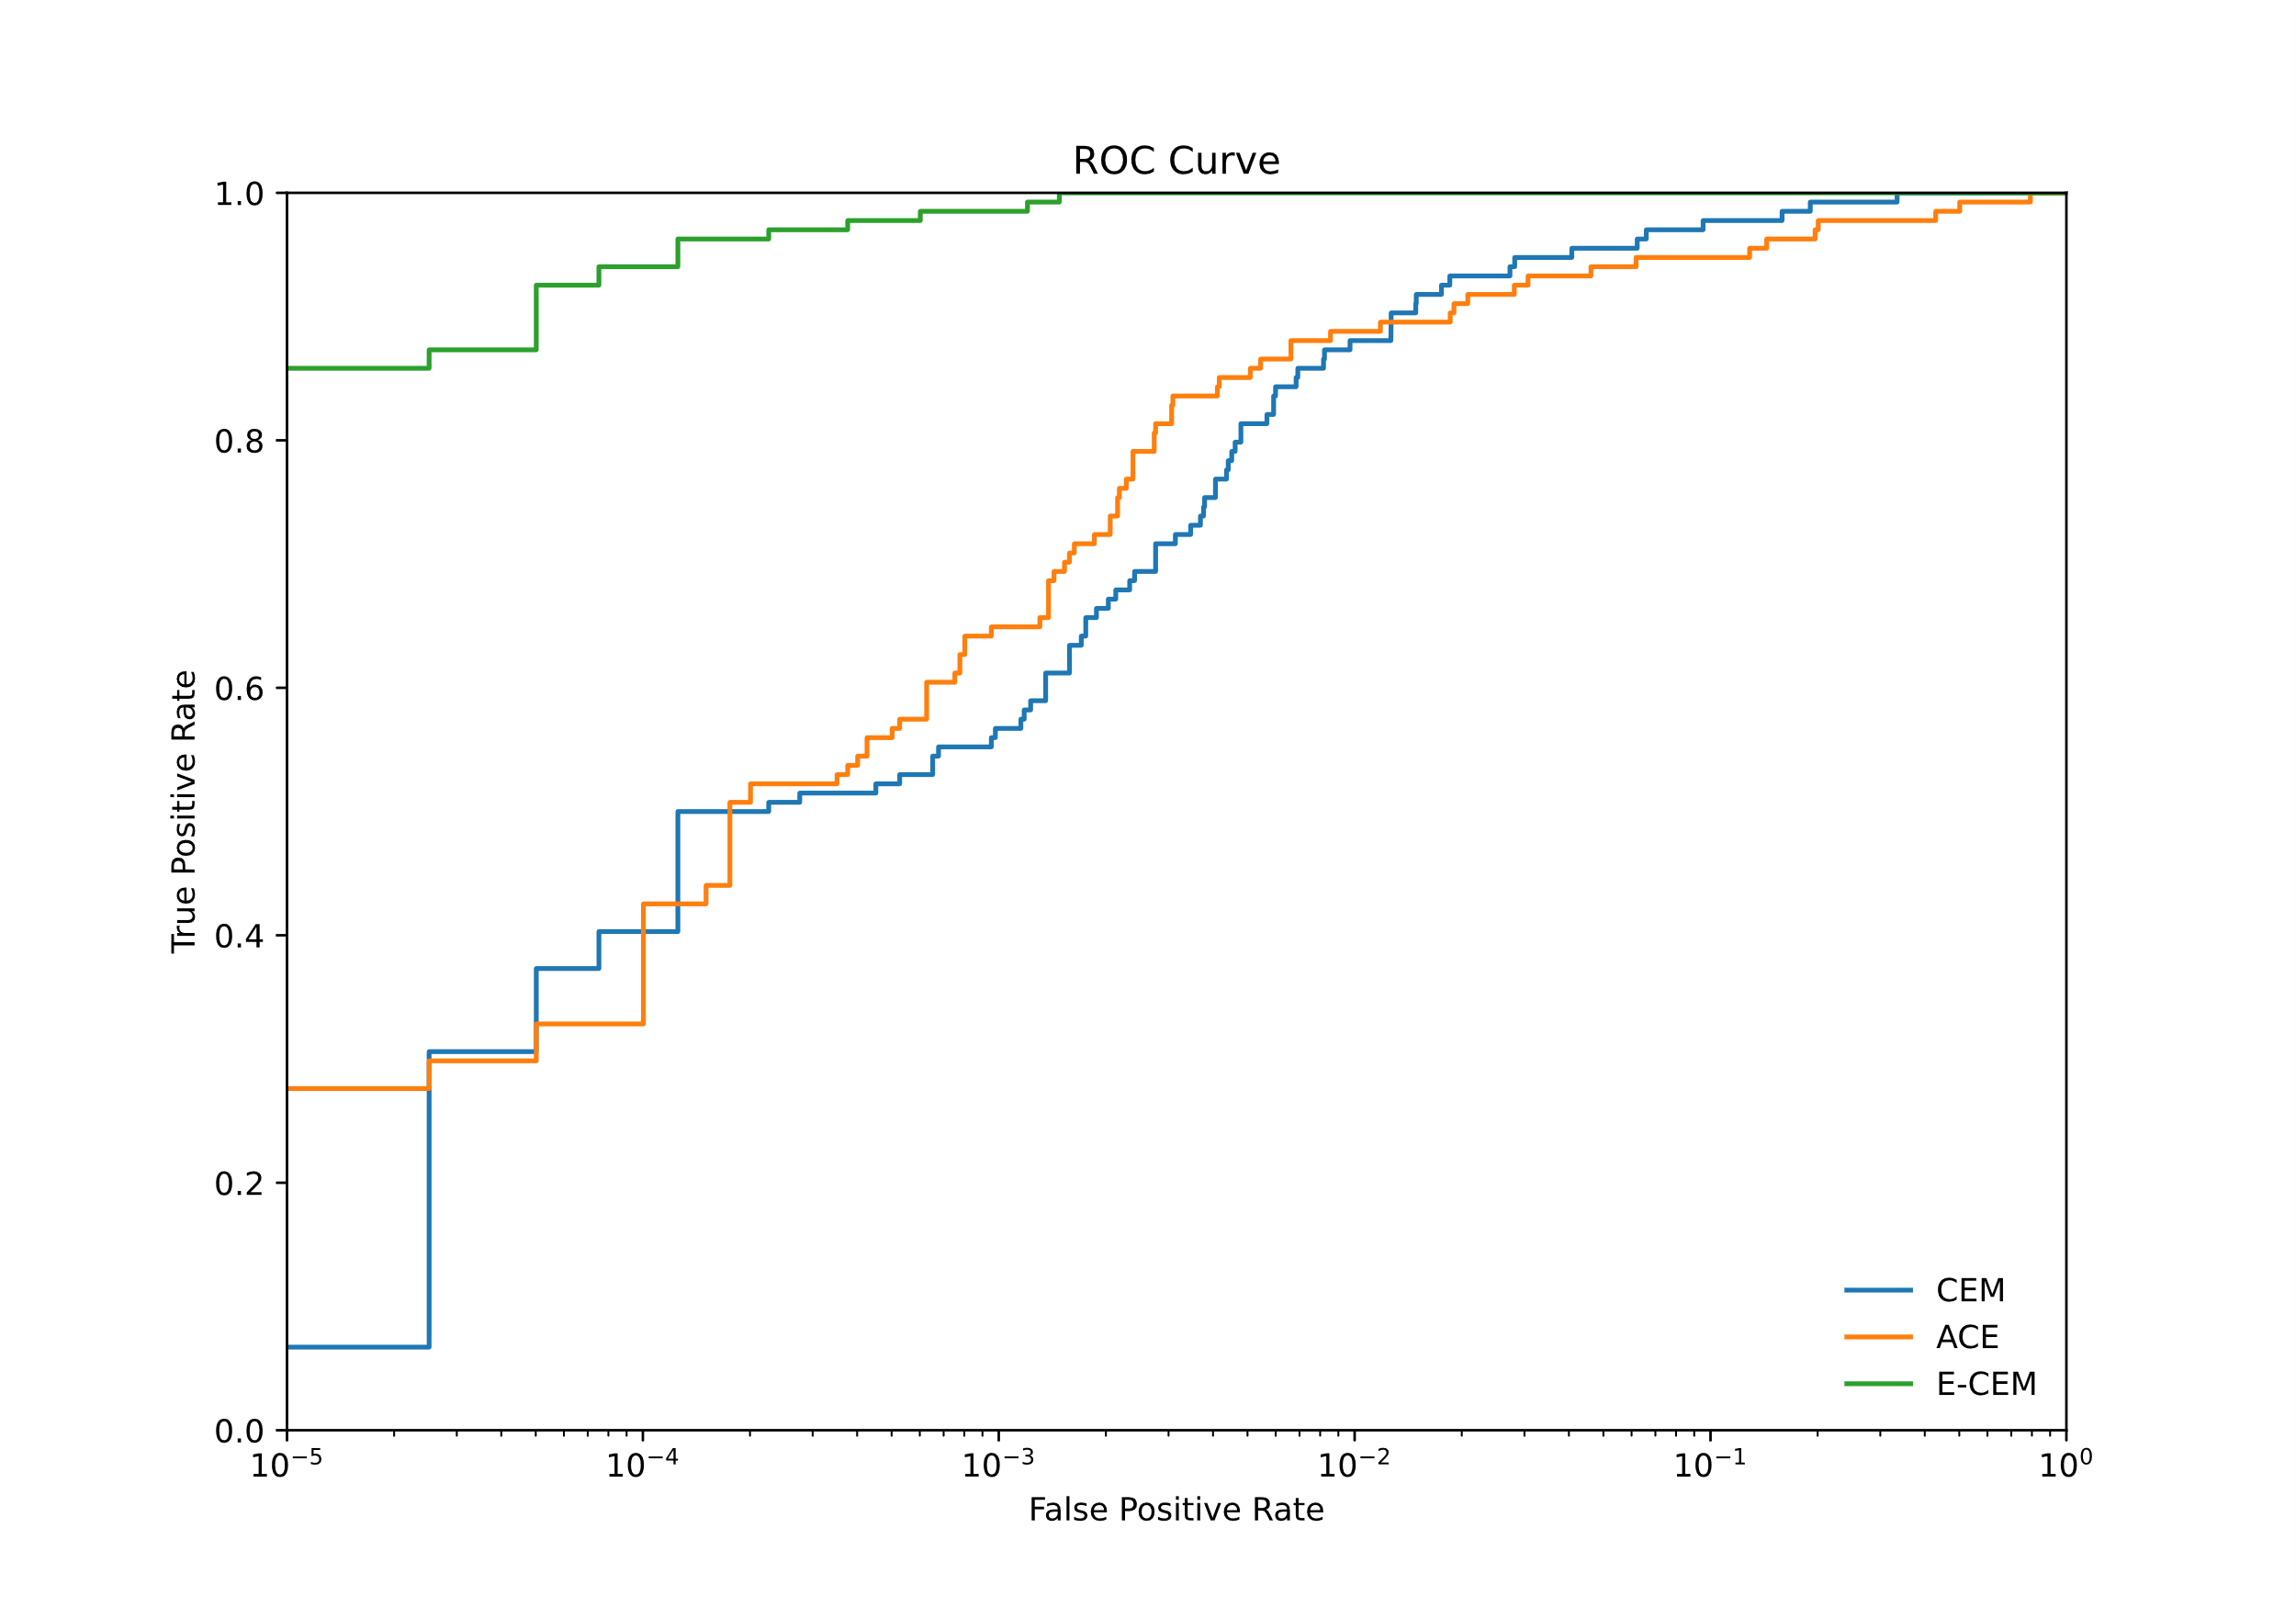 ROC Curve
1.0
0.8
0.6
0.4
0.2
0.0
True Positive Rate
10⁻⁵ 10⁻⁴ 10⁻³ 10⁻² 10⁻¹ 10⁰
False Positive Rate
CEM
ACE
E-CEM